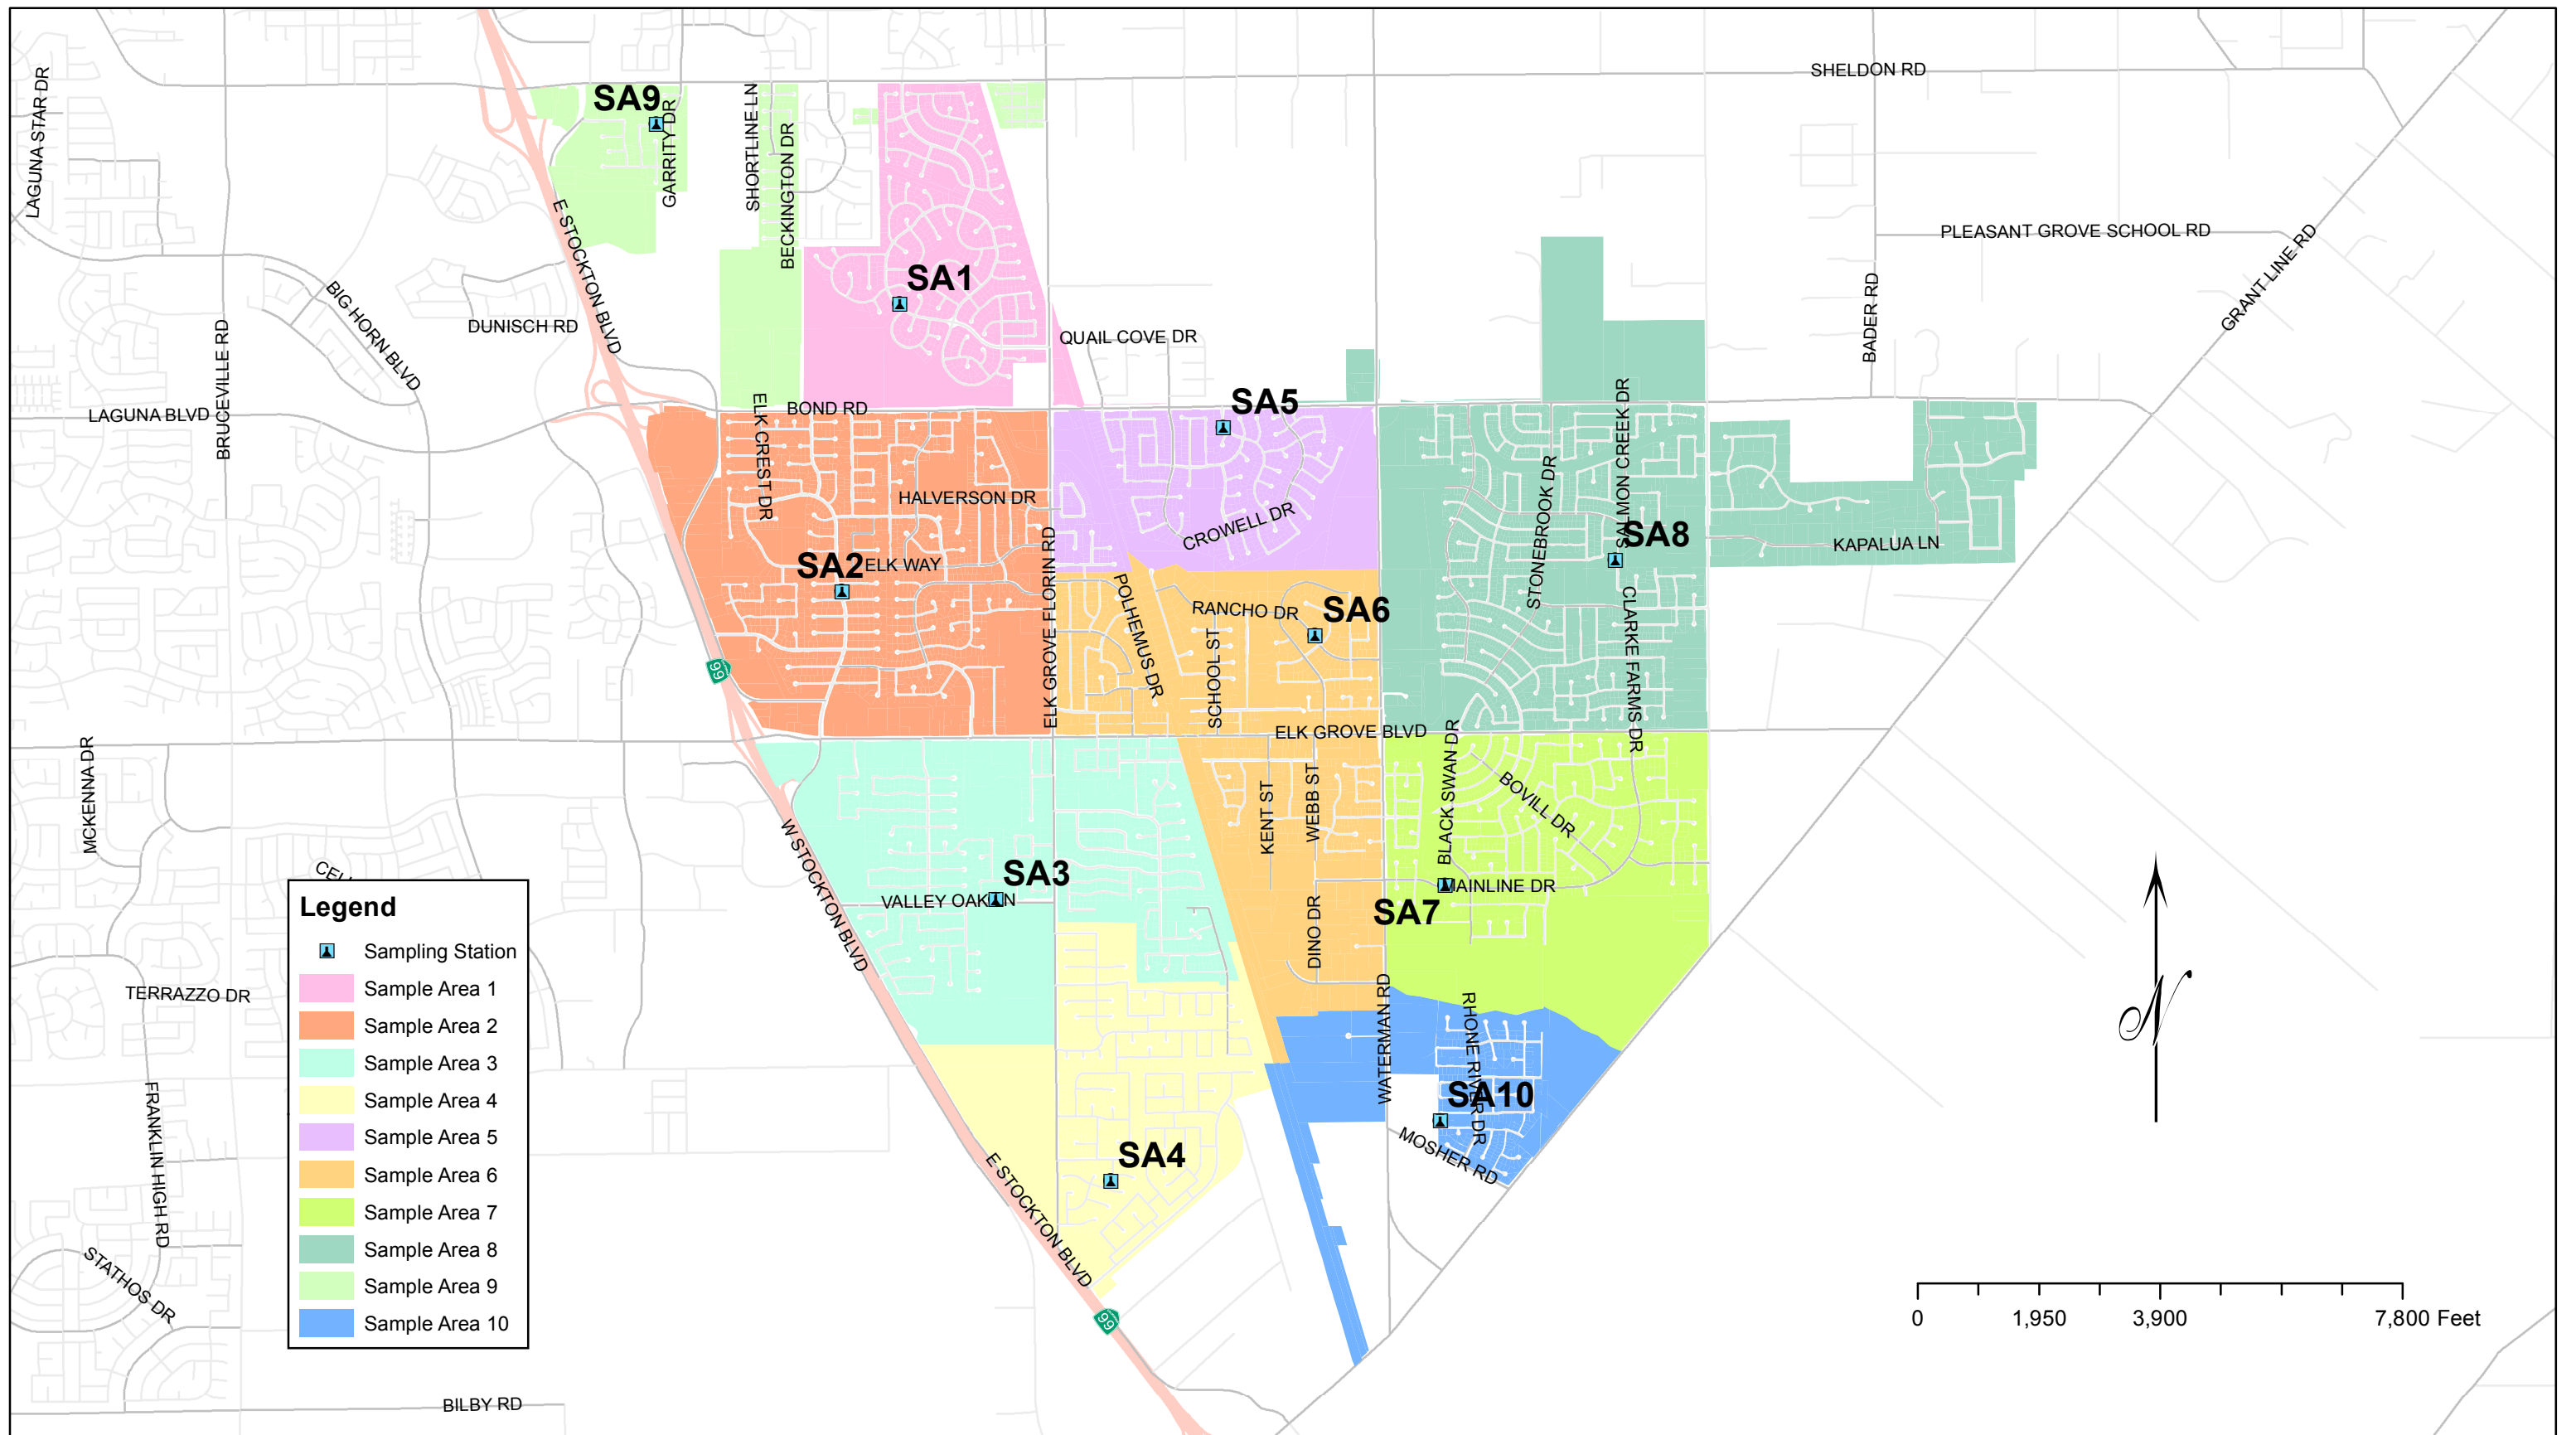 SHELDON RD
LAGUNA STAR DR
SA9
GARRITY DR
SHORTLINE LN
BECKINGTON DR
E STOCKTON BLVD
PLEASANT GROVE SCHOOL RD
GRANT LINE RD
BADER RD
SA1
BIG HORN BLVD
DUNISCH RD
QUAIL COVE DR
BRUCEVILLE RD
LAGUNA BLVD
ELK CREST DR
BOND RD
SA5
SALMON CREEK DR
HALVERSON DR
CROWELL DR
STONEBROOK DR
SA8
KAPALUA LN
SA2
ELK WAY
ELK GROVE FLORIN RD
POLHEMUS DR
RANCHO DR
SA6
SCHOOL ST
CLARKE FARMS DR
99
ELK GROVE BLVD
MCKENNA DR
BLACK SWAN DR
BOVILL DR
KENT ST
WEBB ST
W STOCKTON BLVD
SA3
VALLEY OAK LN
MAINLINE DR
SA7
DINO DR
TERRAZZO DR
WATERMAN RD
RHONE RIVER DR
SA10
MOSHER RD
FRANKLIN HIGH RD
SA4
E STOCKTON BLVD
STATHOS DR
99
BILBY RD
Legend
Sampling Station
Sample Area 1
Sample Area 2
Sample Area 3
Sample Area 4
Sample Area 5
Sample Area 6
Sample Area 7
Sample Area 8
Sample Area 9
Sample Area 10
N
0 1,950 3,900 7,800 Feet